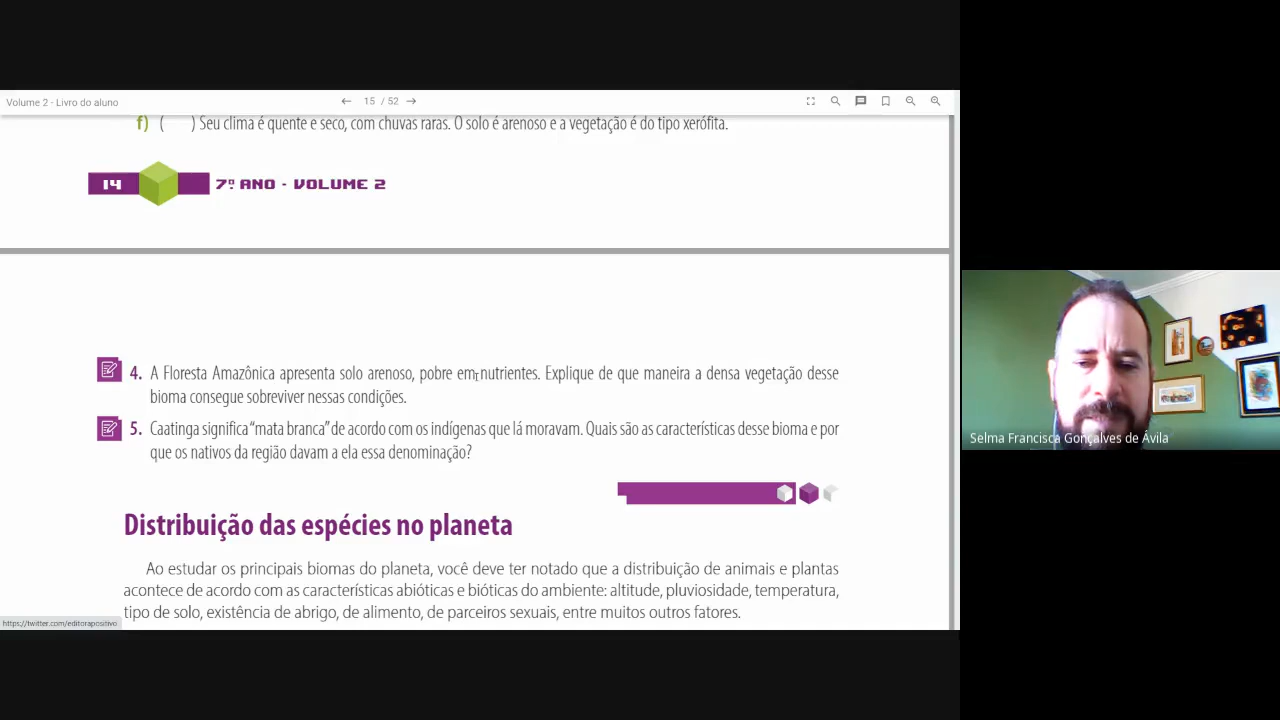 Volume 2 - Livro do aluno
15 / 52
f) ( ) Seu clima é quente e seco, com chuvas raras. O solo é arenoso e a vegetação é do tipo xerófita.
14 7º. ANO - VOLUME 2
4. A Floresta Amazônica apresenta solo arenoso, pobre em nutrientes. Explique de que maneira a densa vegetação desse
bioma consegue sobreviver nessas condições.
5. Caatinga significa “mata branca” de acordo com os indígenas que lá moravam. Quais são as características desse bioma e por
que os nativos da região davam a ela essa denominação?
Distribuição das espécies no planeta
Ao estudar os principais biomas do planeta, você deve ter notado que a distribuição de animais e plantas
acontece de acordo com as características abióticas e bióticas do ambiente: altitude, pluviosidade, temperatura,
tipo de solo, existência de abrigo, de alimento, de parceiros sexuais, entre muitos outros fatores.
https://twitter.com/editorapositivo
Selma Francisca Gonçalves de Ávila